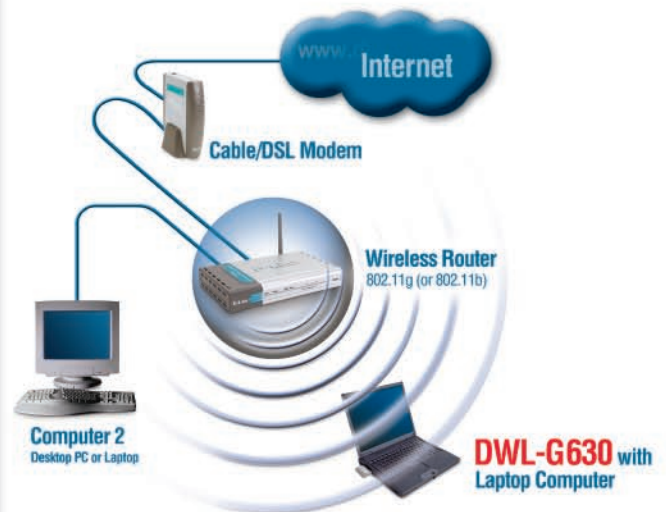 www.
Internet
Cable/DSL Modem
Wireless Router
802.11g (or 802.11b)
Computer 2
Desktop PC or Laptop
DWL-G630 with
Laptop Computer